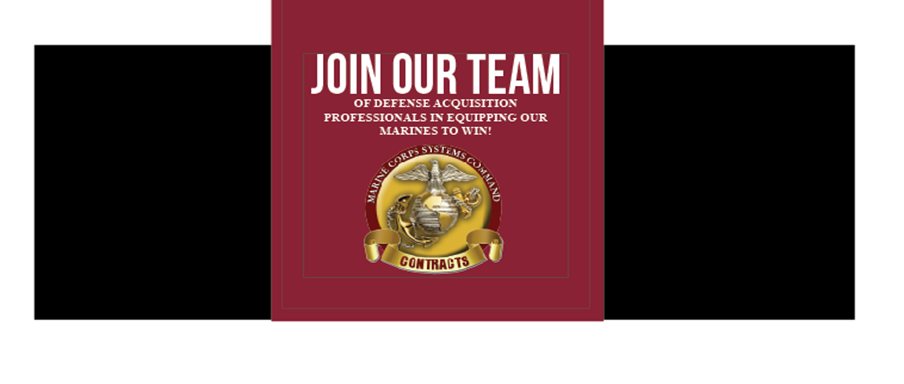 JOIN OUR TEAM
OF DEFENSE ACQUISITION
PROFESSIONALS IN EQUIPPING OUR
MARINES TO WIN!
MARINE CORPS SYSTEMS COMMAND
CONTRACTS